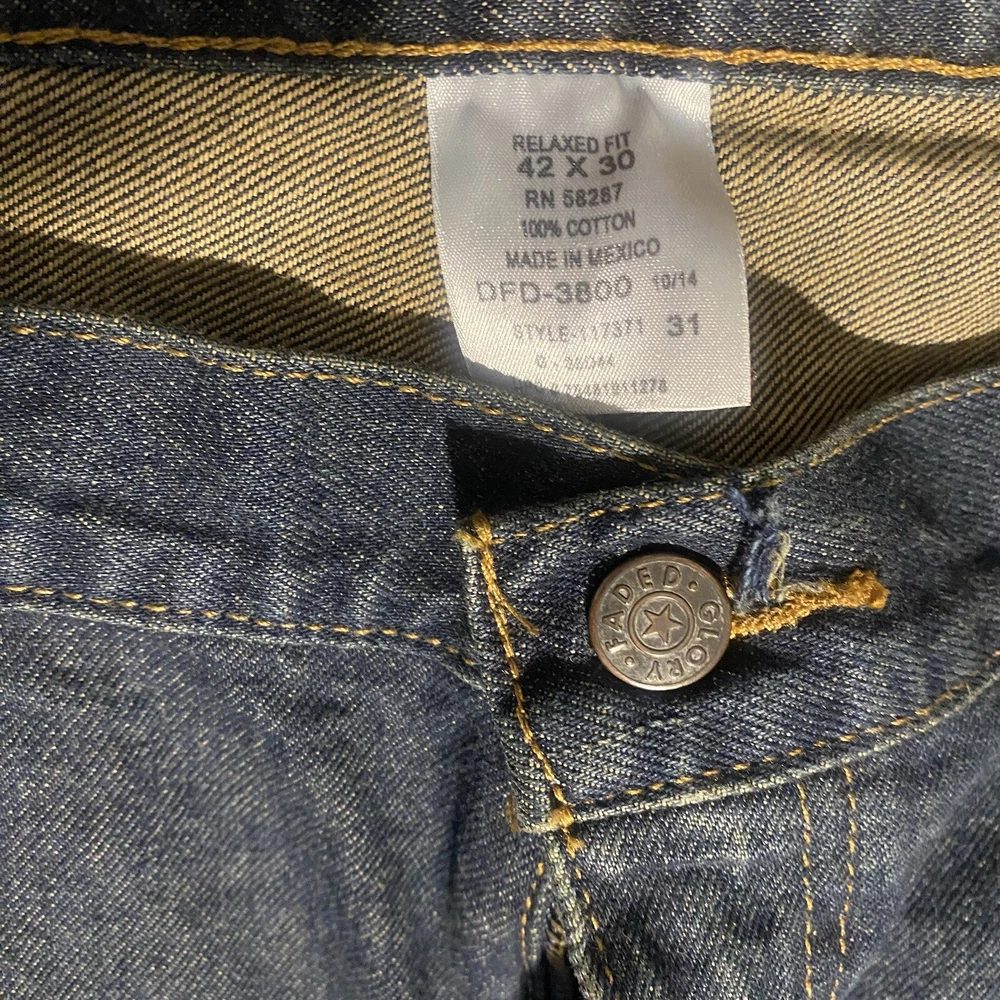 RELAXED FIT
42 X 30
RN 58287
100% COTTON
MADE IN MEXICO
DFD-3800 10/14
STYLE-117371 31
FADED • GLORY •